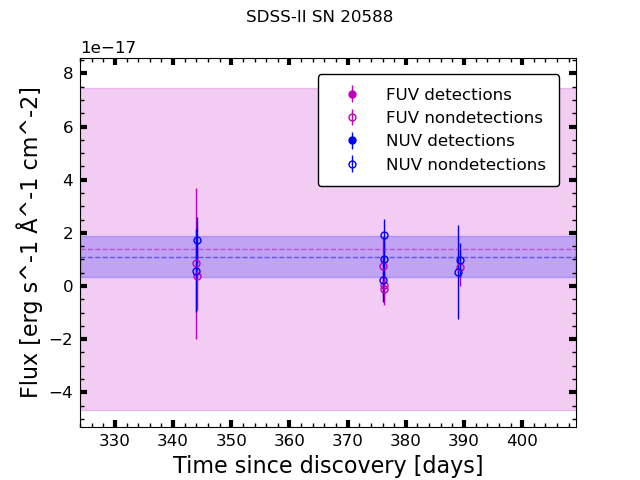 SDSS-II SN 20588
1e−17
8
6
4
2
0
−2
−4
Flux [erg s^-1 Å^-1 cm^-2]
FUV detections
FUV nondetections
NUV detections
NUV nondetections
330 340 350 360 370 380 390 400
Time since discovery [days]